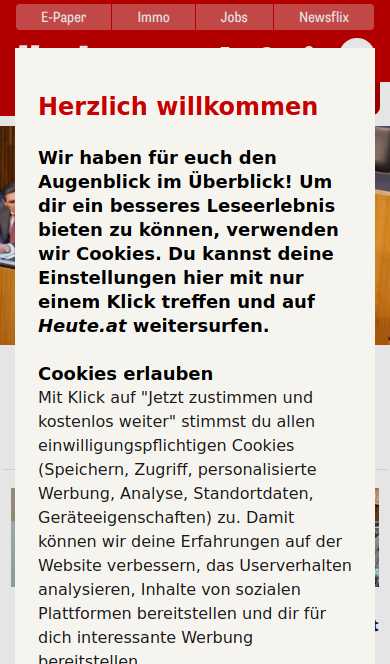 E-Paper Immo Jobs Newsflix
Herzlich willkommen
Wir haben für euch den
Augenblick im Überblick! Um
dir ein besseres Leseerlebnis
bieten zu können, verwenden
wir Cookies. Du kannst deine
Einstellungen hier mit nur
einem Klick treffen und auf
Heute.at weitersurfen.
Cookies erlauben
Mit Klick auf "Jetzt zustimmen und
kostenlos weiter" stimmst du allen
einwilligungspflichtigen Cookies
(Speichern, Zugriff, personalisierte
Werbung, Analyse, Standortdaten,
Geräteeigenschaften) zu. Damit
können wir deine Erfahrungen auf der
Website verbessern, das Userverhalten
analysieren, Inhalte von sozialen
Plattformen bereitstellen und dir für
dich interessante Werbung
bereitstellen